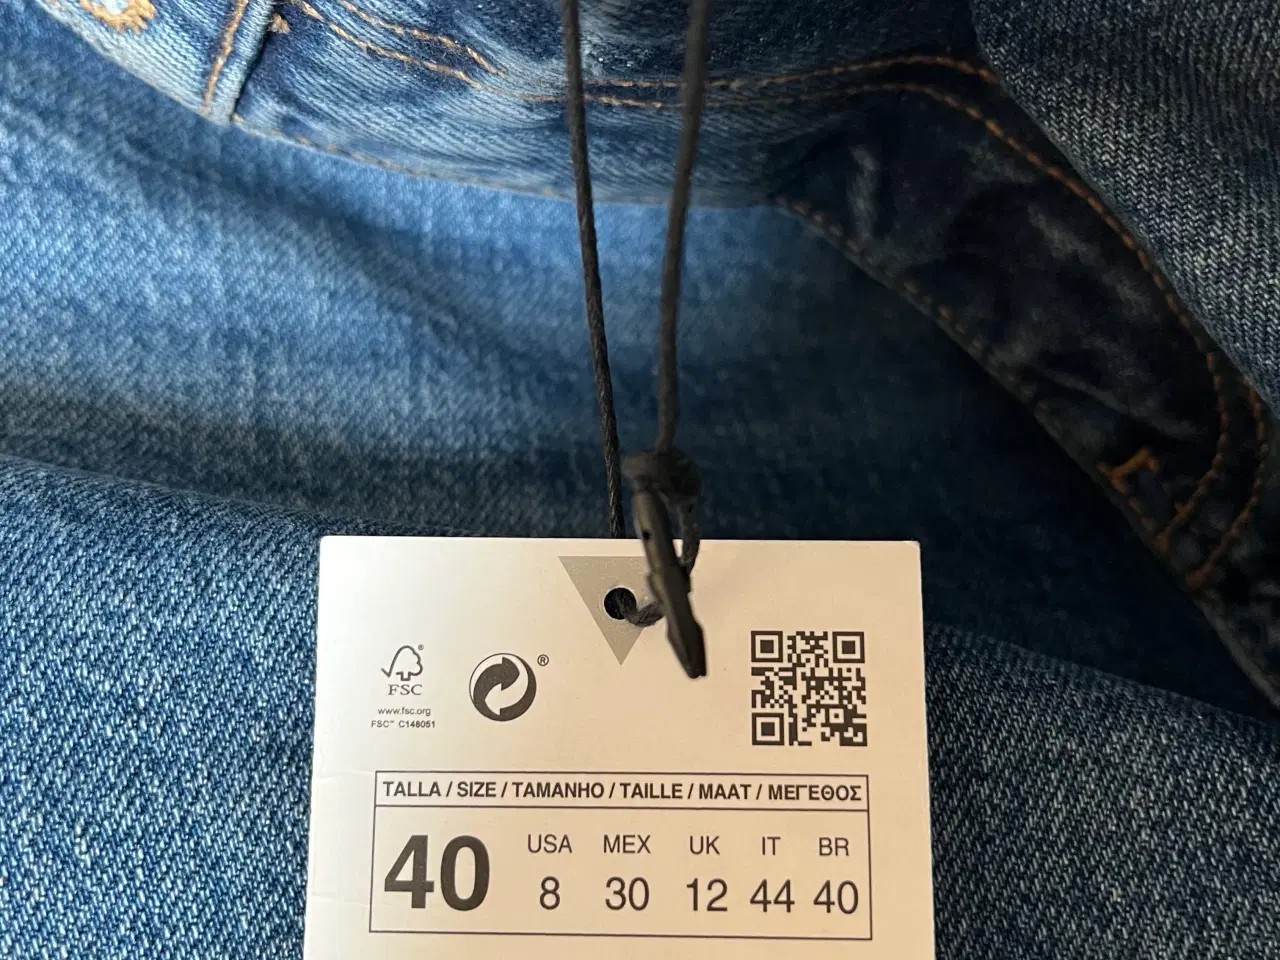 ®
FSC
www.fsc.org
FSC™ C148051
®
TALLA / SIZE / TAMANHO / TAILLE / MAAT / ΜΕΓΕΘΟΣ
40
USA MEX UK IT BR
8 30 12 44 40